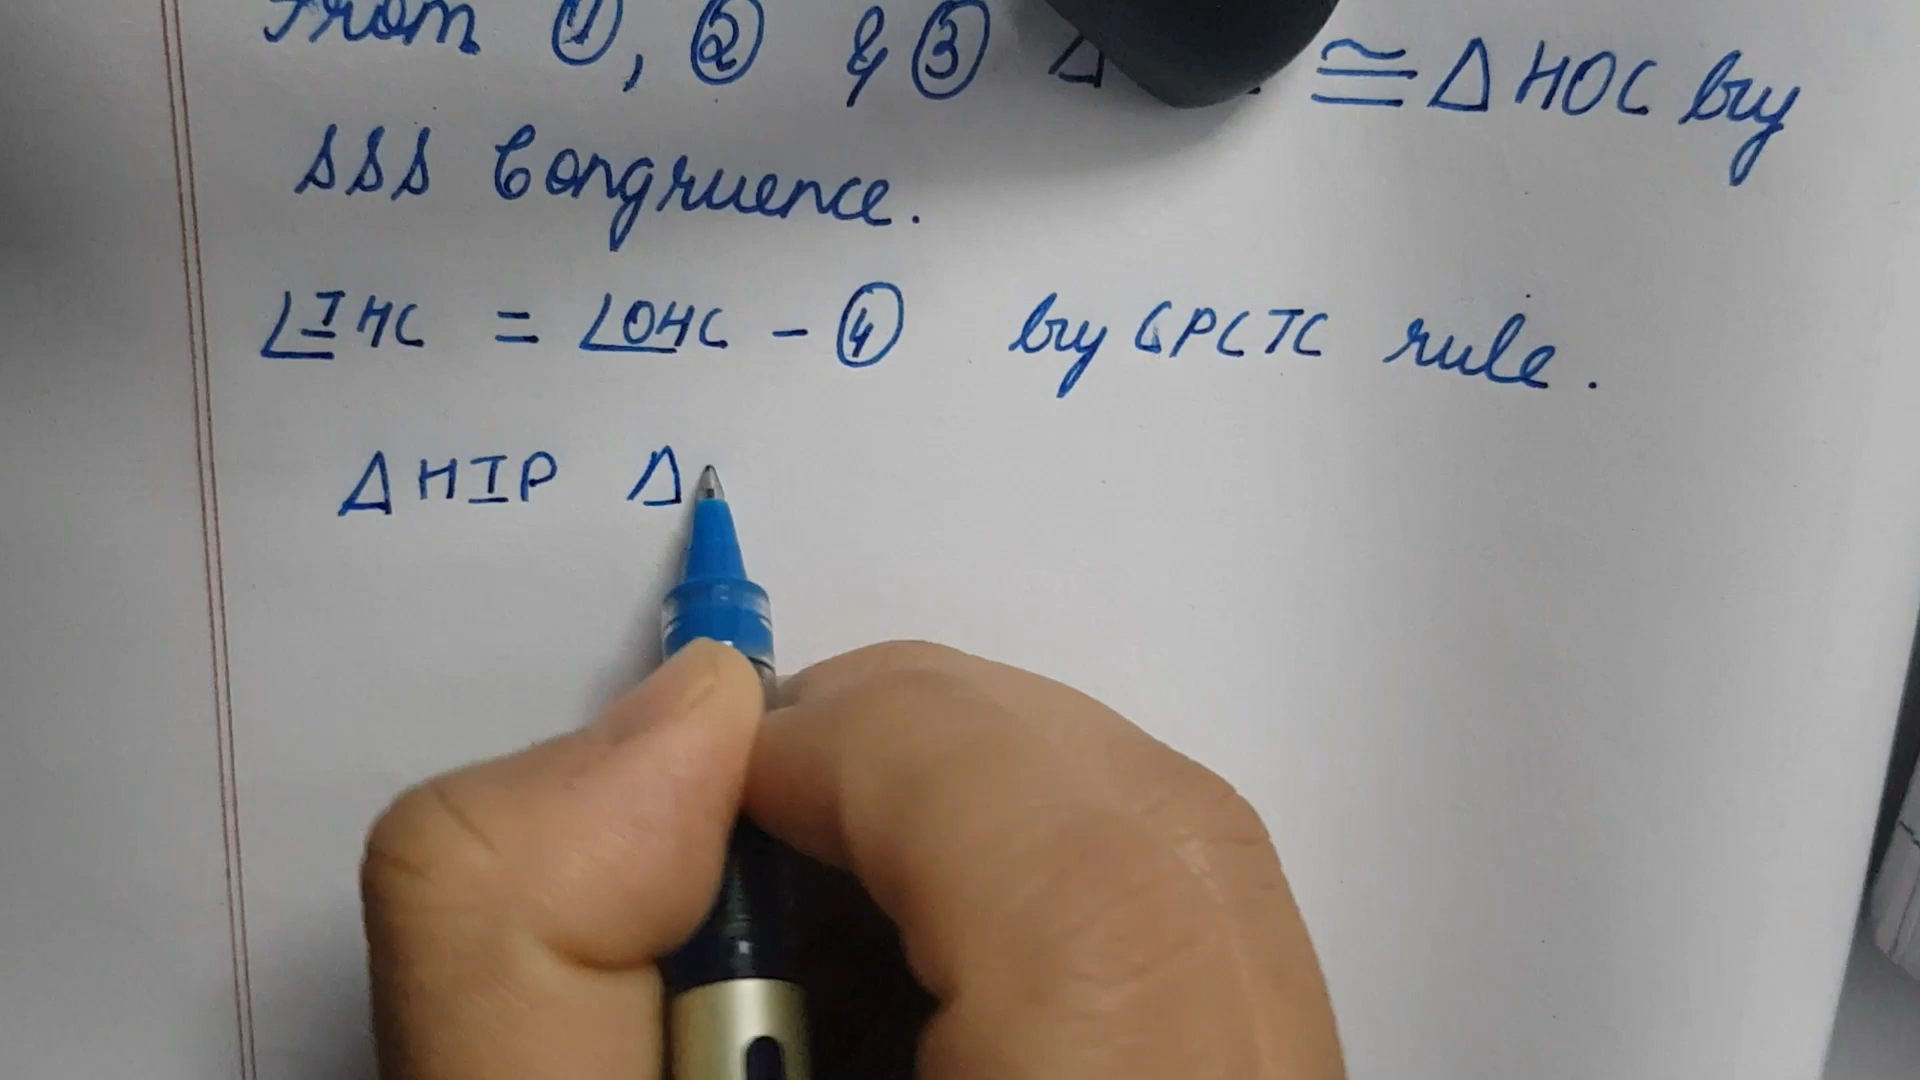 From ①, ② & ③ Δ ≅ Δ HOC by
SSS Congruence.
∠IHC = ∠OHC - ④ by CPCTC rule.
Δ HIP Δ